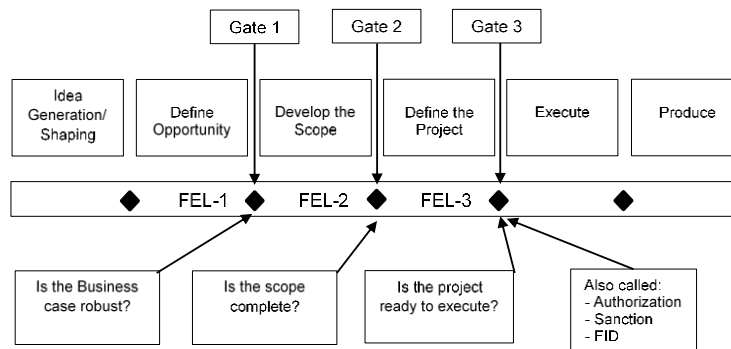 Gate 1
Gate 2
Gate 3
Idea
Generation/
Shaping
Define
Opportunity
Develop the
Scope
Define the
Project
Execute
Produce
FEL-1
FEL-2
FEL-3
Is the Business
case robust?
Is the scope
complete?
Is the project
ready to execute?
Also called:
- Authorization
- Sanction
- FID